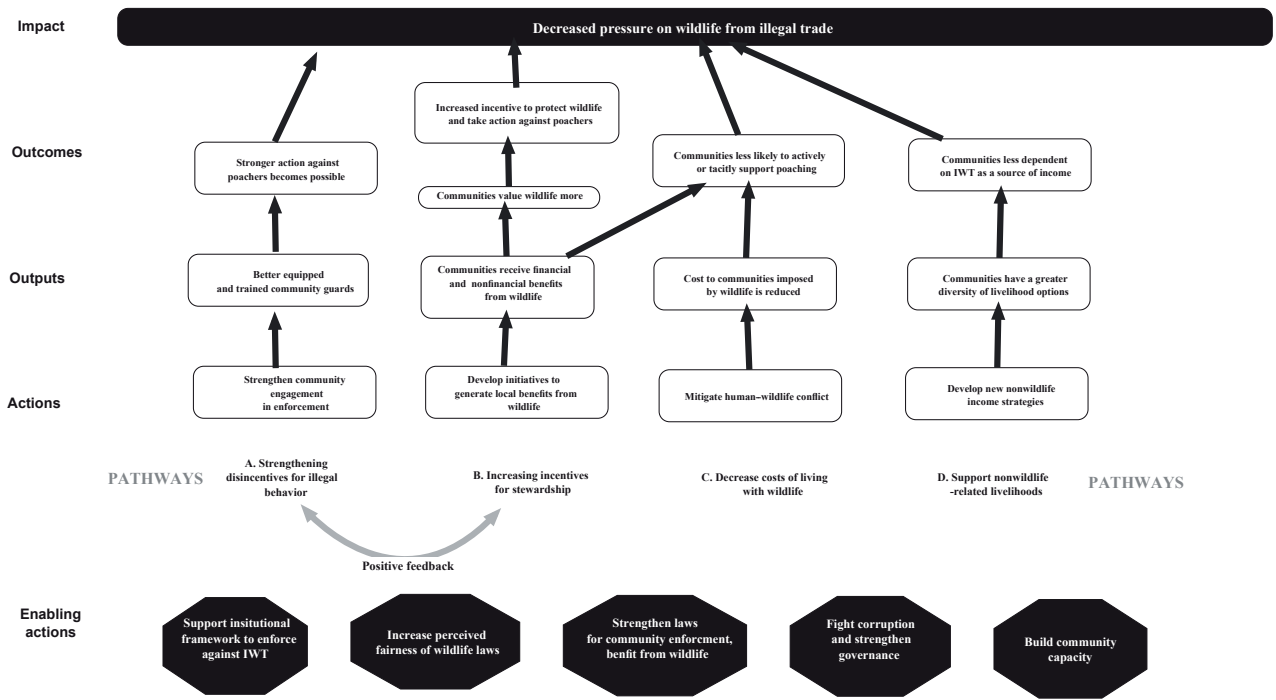 Impact
Decreased pressure on wildlife from illegal trade
Outcomes
Increased incentive to protect wildlife
and take action against poachers
Stronger action against
poachers becomes possible
Communities value wildlife more
Communities less likely to actively
or tacitly support poaching
Communities less dependent
on IWT as a source of income
Outputs
Better equipped
and trained community guards
Communities receive financial
and nonfinancial benefits
from wildlife
Cost to communities imposed
by wildlife is reduced
Communities have a greater
diversity of livelihood options
Actions
Strengthen community
engagement
in enforcement
Develop initiatives to
generate local benefits from
wildlife
Mitigate human–wildlife conflict
Develop new nonwildlife
income strategies
PATHWAYS
A. Strengthening
disincentives for illegal
behavior
B. Increasing incentives
for stewardship
C. Decrease costs of living
with wildlife
D. Support nonwildlife
-related livelihoods
PATHWAYS
Positive feedback
Enabling
actions
Support insitutional
framework to enforce
against IWT
Increase perceived
fairness of wildlife laws
Strengthen laws
for community enforcment,
benfit from wildlife
Fight corruption
and strengthen
governance
Build community
capacity